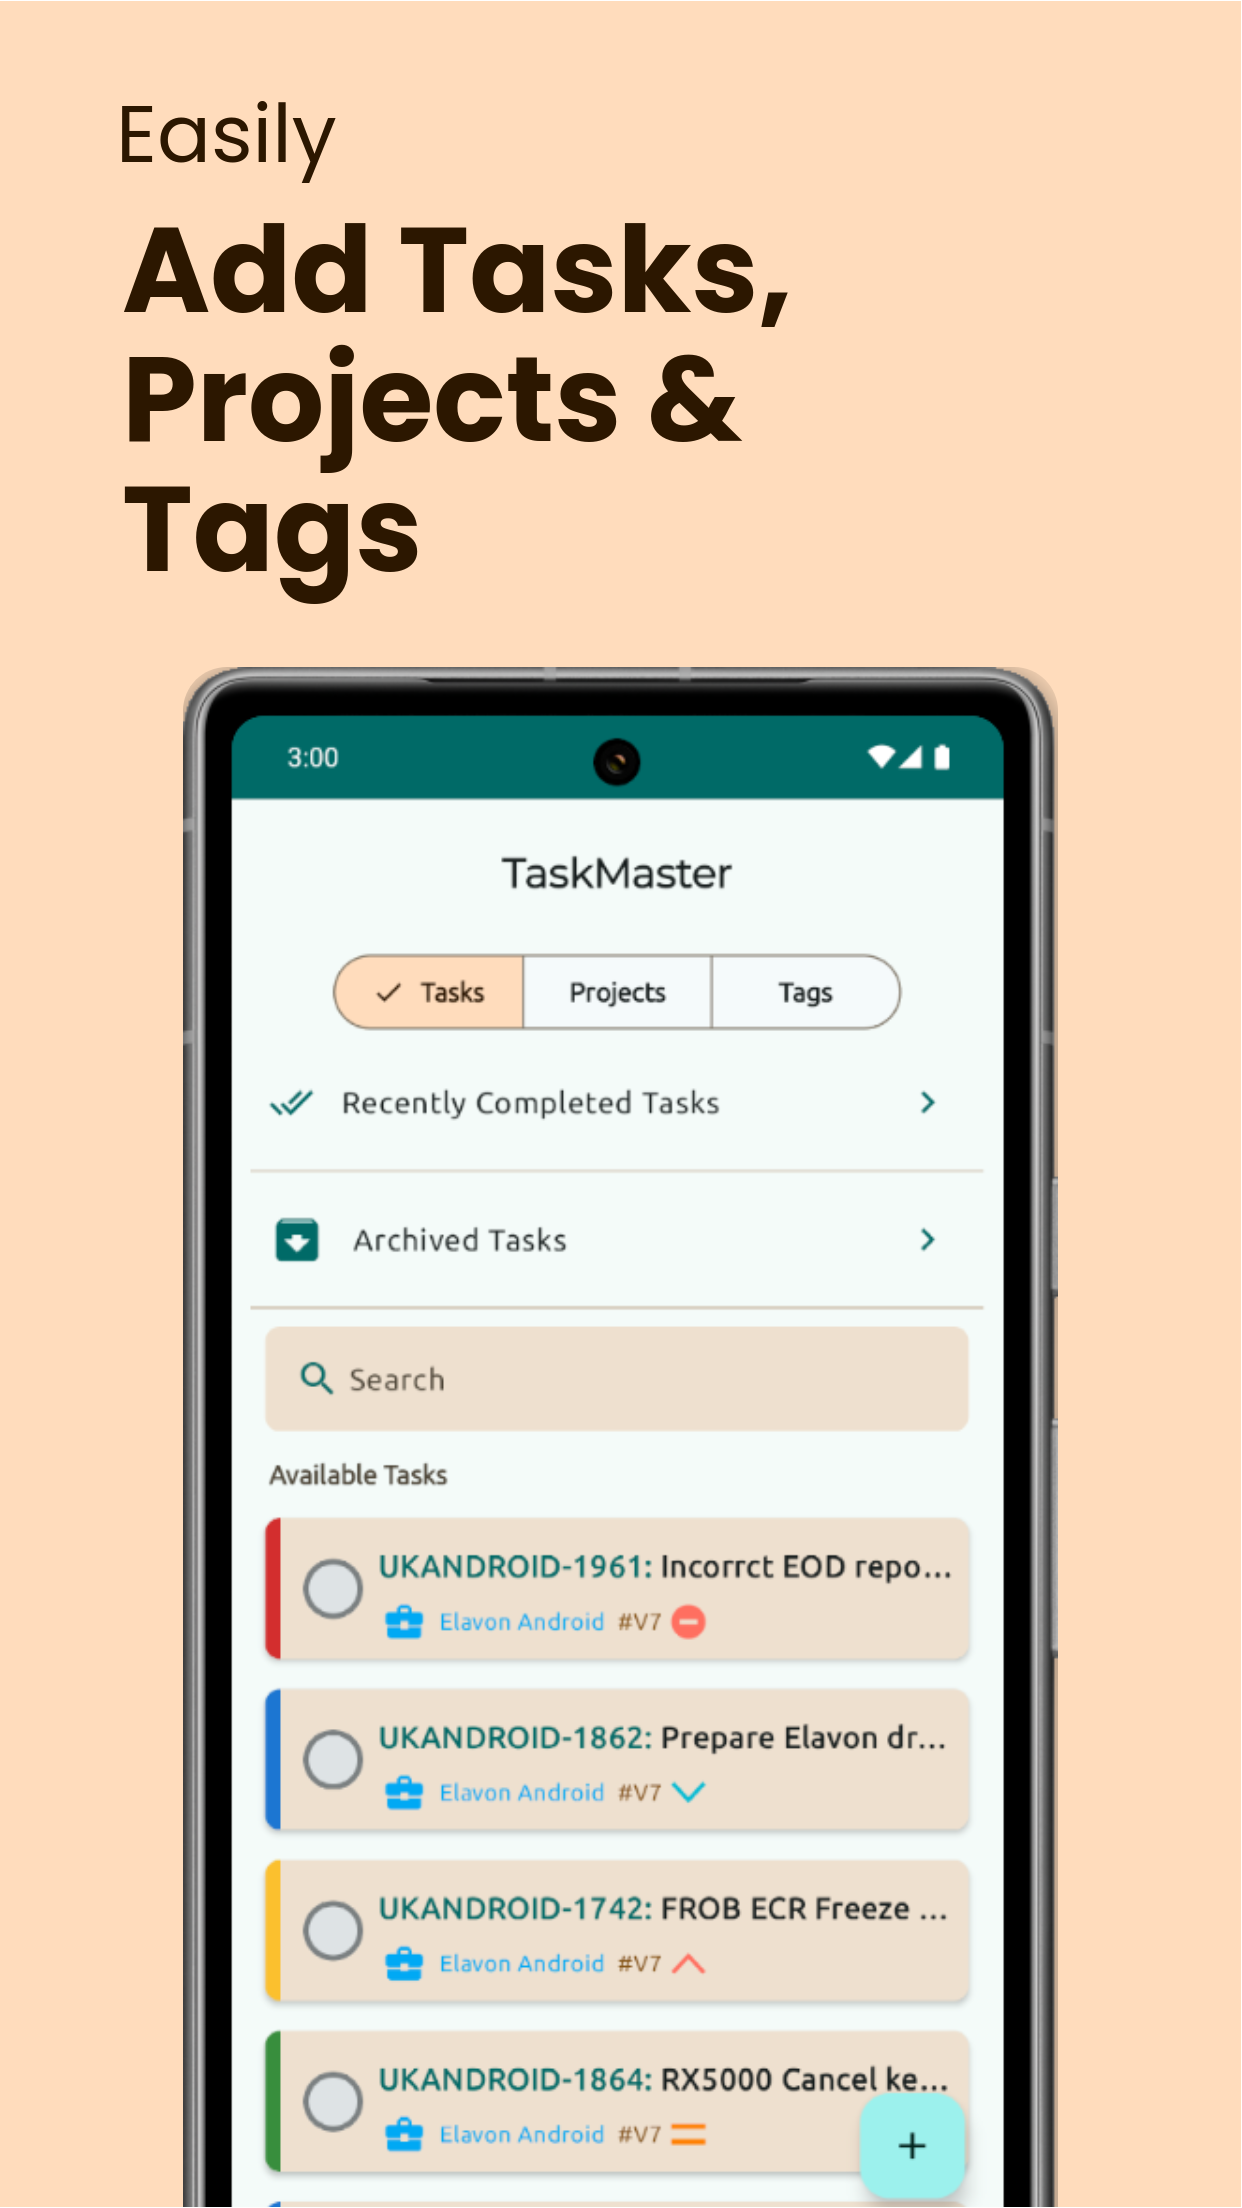 Easily
Add Tasks,
Projects &
Tags
3:00
TaskMaster
Tasks Projects Tags
Recently Completed Tasks
Archived Tasks
Search
Available Tasks
UKANDROID-1961: Incorrct EOD repo...
Elavon Android #V7
UKANDROID-1862: Prepare Elavon dr...
Elavon Android #V7
UKANDROID-1742: FROB ECR Freeze ...
Elavon Android #V7
UKANDROID-1864: RX5000 Cancel ke...
Elavon Android #V7
+